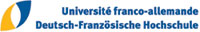 Université franco-allemande
Deutsch-Französische Hochschule